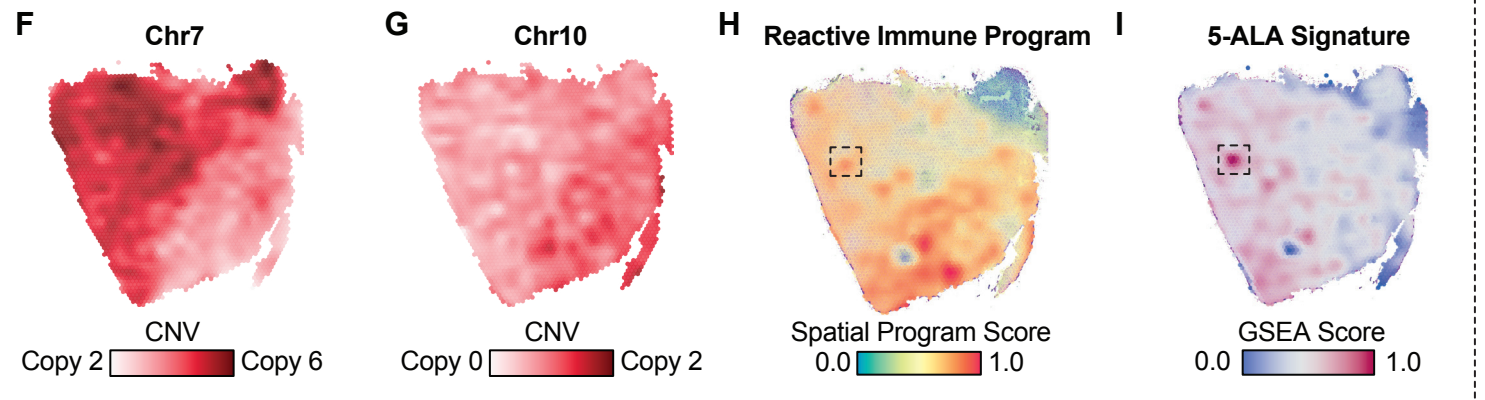 F
Chr7
CNV
Copy 2
Copy 6
G
Chr10
CNV
Copy 0
Copy 2
H
Reactive Immune Program
Spatial Program Score
0.0
1.0
I
5-ALA Signature
GSEA Score
0.0
1.0